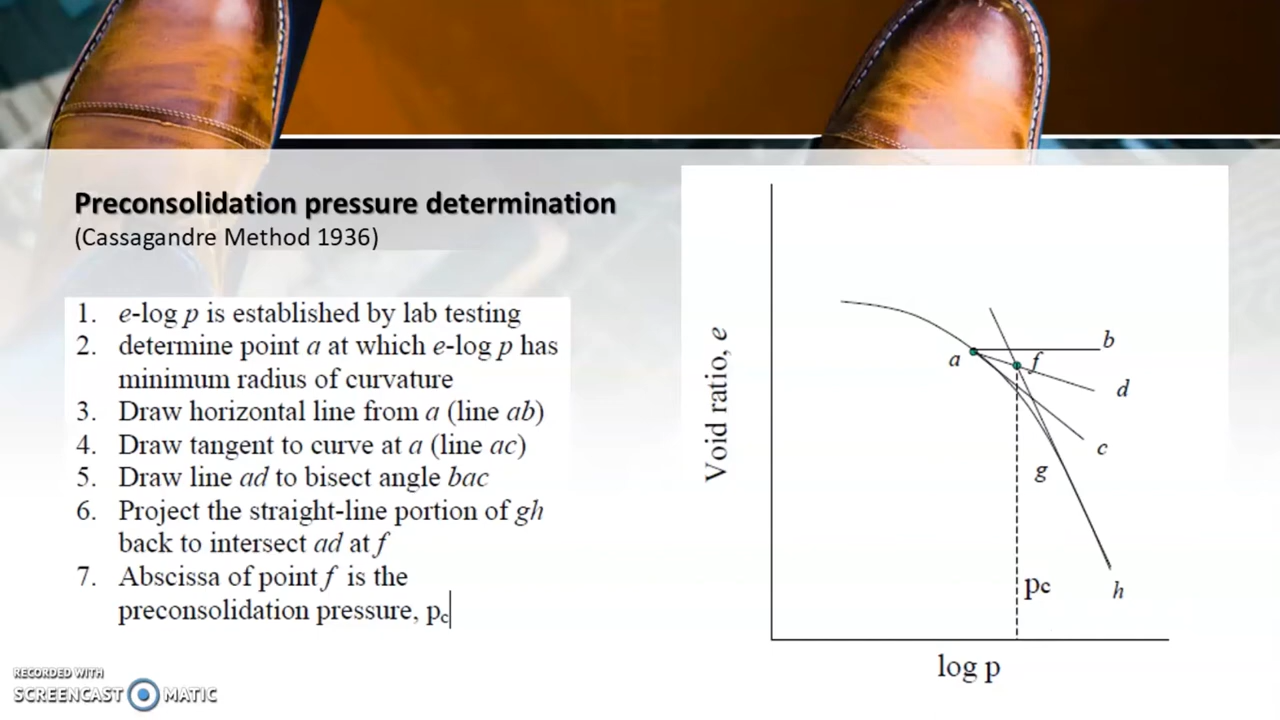 Preconsolidation pressure determination
(Cassagandre Method 1936)
1. e-log p is established by lab testing
2. determine point a at which e-log p has
minimum radius of curvature
3. Draw horizontal line from a (line ab)
4. Draw tangent to curve at a (line ac)
5. Draw line ad to bisect angle bac
6. Project the straight-line portion of gh
back to intersect ad at f
7. Abscissa of point f is the
preconsolidation pressure, pc
Void ratio, e
b
a
f
d
c
g
pc
h
log p
RECORDED WITH
SCREENCAST MATIC